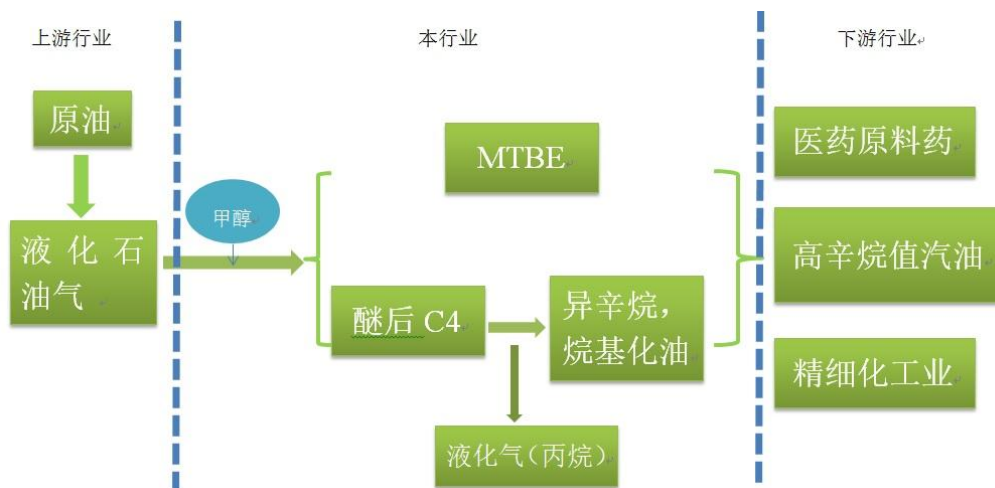 上游行业
本行业
下游行业
原油
液化石
油气
甲醇
MTBE
醚后 C4
异辛烷，
烷基化油
液化气（丙烷）
医药原料药
高辛烷值汽油
精细化工业